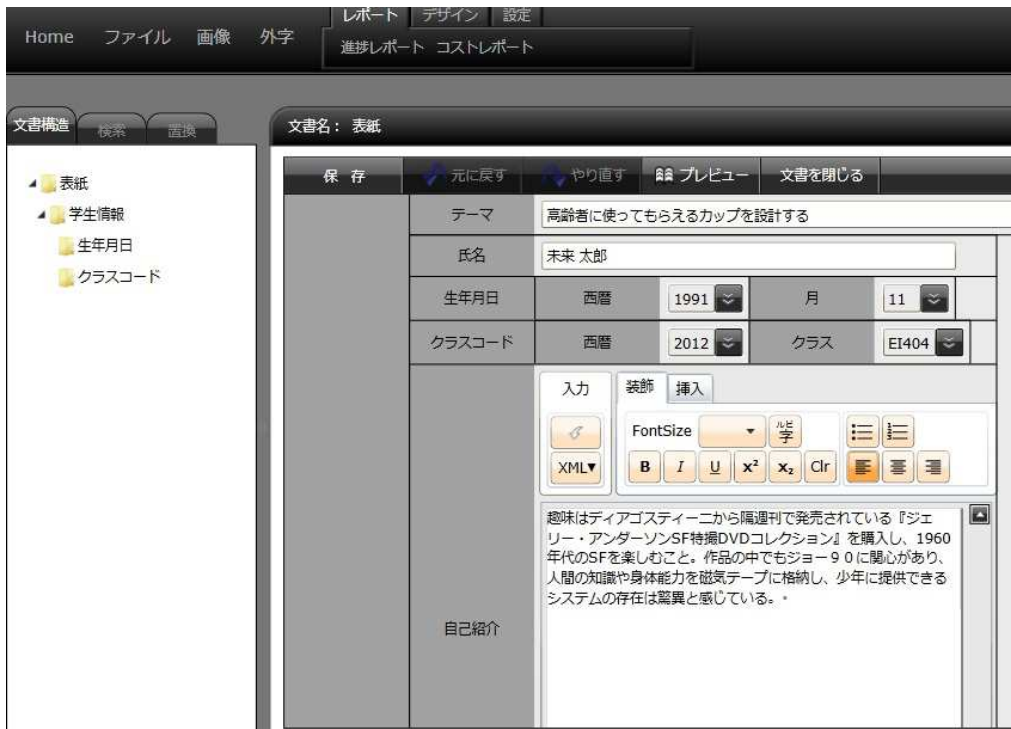 レポート デザイン 設定
Home ファイル 画像 外字
進捗レポート コストレポート
文書構造 検索 置換
文書名： 表紙
表紙
学生情報
生年月日
クラスコード
保 存 元に戻す やり直す プレビュー 文書を閉じる
テーマ 高齢者に使ってもらえるカップを設計する
氏名 未来 太郎
生年月日 西暦 1991 月 11
クラスコード 西暦 2012 クラス EI404
入力 装飾 挿入
FontSize ルビ字
XML▼ B I U x² x₂ Clr
自己紹介
趣味はディアゴスティーニから隔週刊で発売されている『ジェ
リー・アンダーソンSF特撮DVDコレクション』を購入し、1960
年代のSFを楽しむこと。作品の中でもジョー９０に関心があり、
人間の知識や身体能力を磁気テープに格納し、少年に提供できる
システムの存在は驚異と感じている。